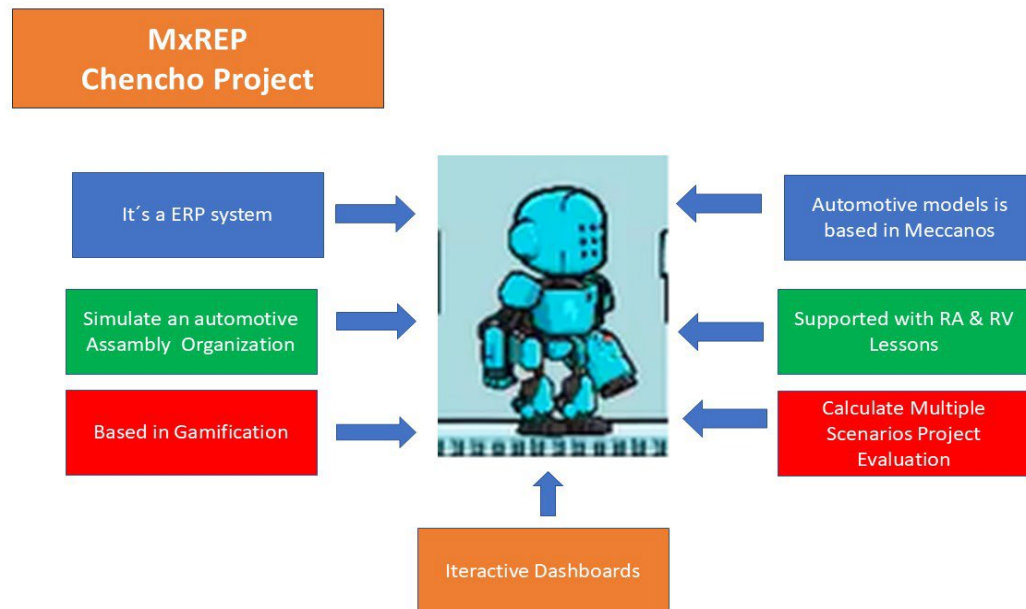 MxREP
Chencho Project
It´s a ERP system
Automotive models is
based in Meccanos
Simulate an automotive
Assembly Organization
Supported with RA & RV
Lessons
Based in Gamification
Calculate Multiple
Scenarios Project
Evaluation
Iteractive Dashboards